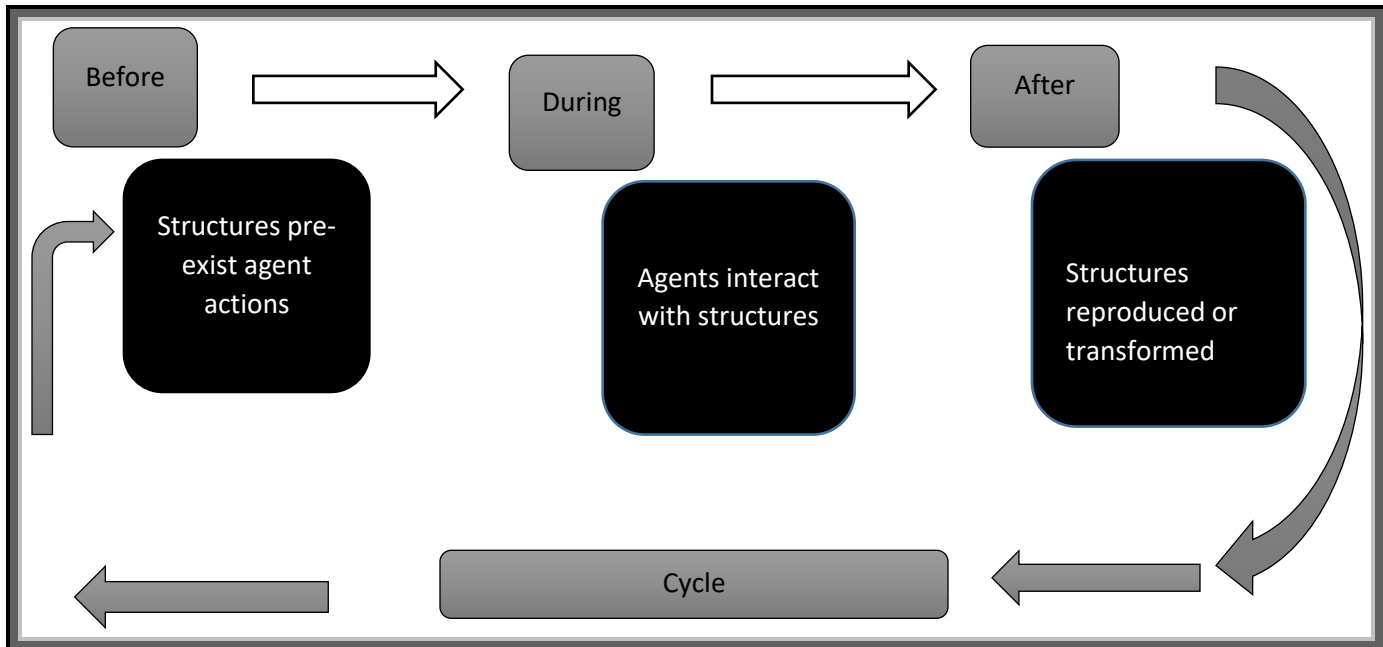 Before
During
After
Structures pre-
exist agent
actions
Agents interact
with structures
Structures
reproduced or
transformed
Cycle